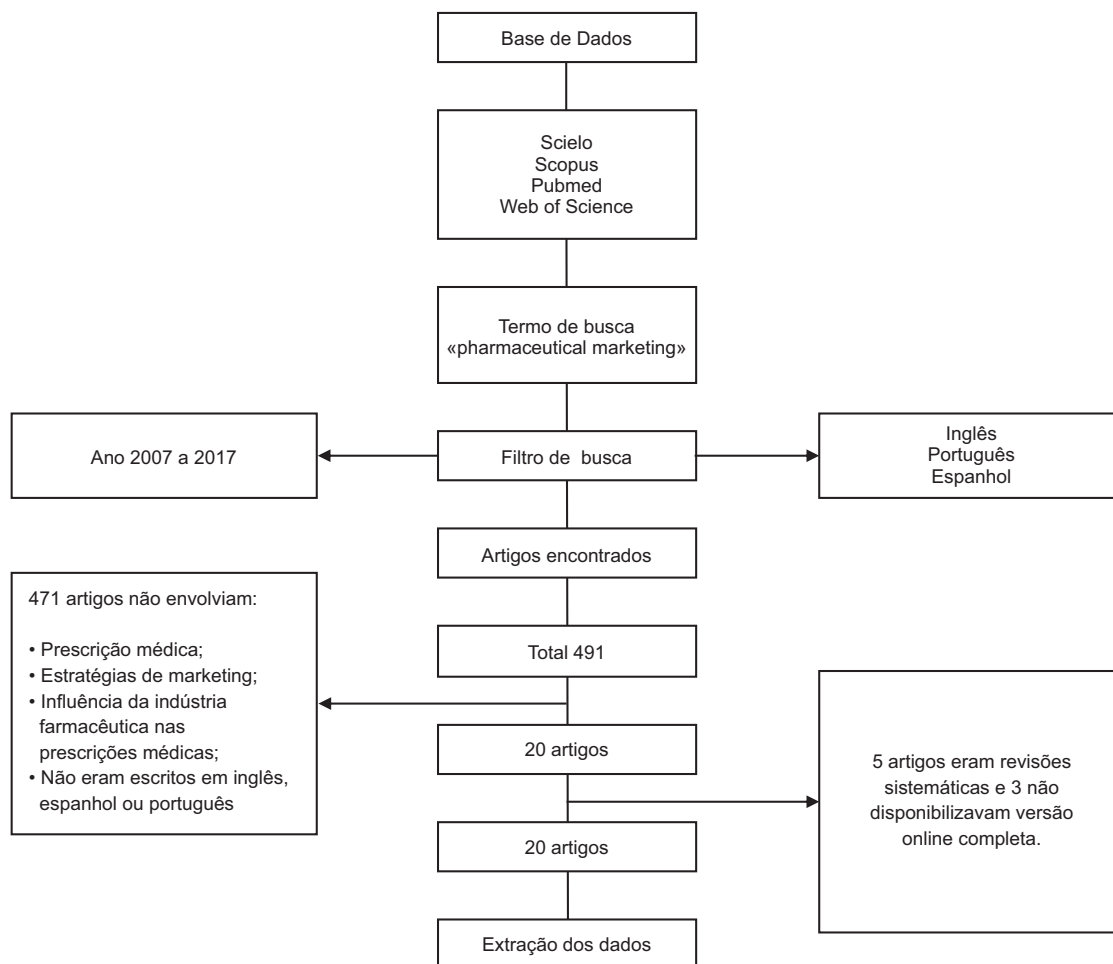 Base de Dados
Scielo
Scopus
Pubmed
Web of Science
Termo de busca
«pharmaceutical marketing»
Ano 2007 a 2017
Filtro de busca
Inglês
Português
Espanhol
Artigos encontrados
471 artigos não envolviam:
• Prescrição médica;
• Estratégias de marketing;
• Influência da indústria
farmacêutica nas
prescrições médicas;
• Não eram escritos em inglês,
espanhol ou português
Total 491
20 artigos
5 artigos eram revisões
sistemáticas e 3 não
disponibilizavam versão
online completa.
20 artigos
Extração dos dados